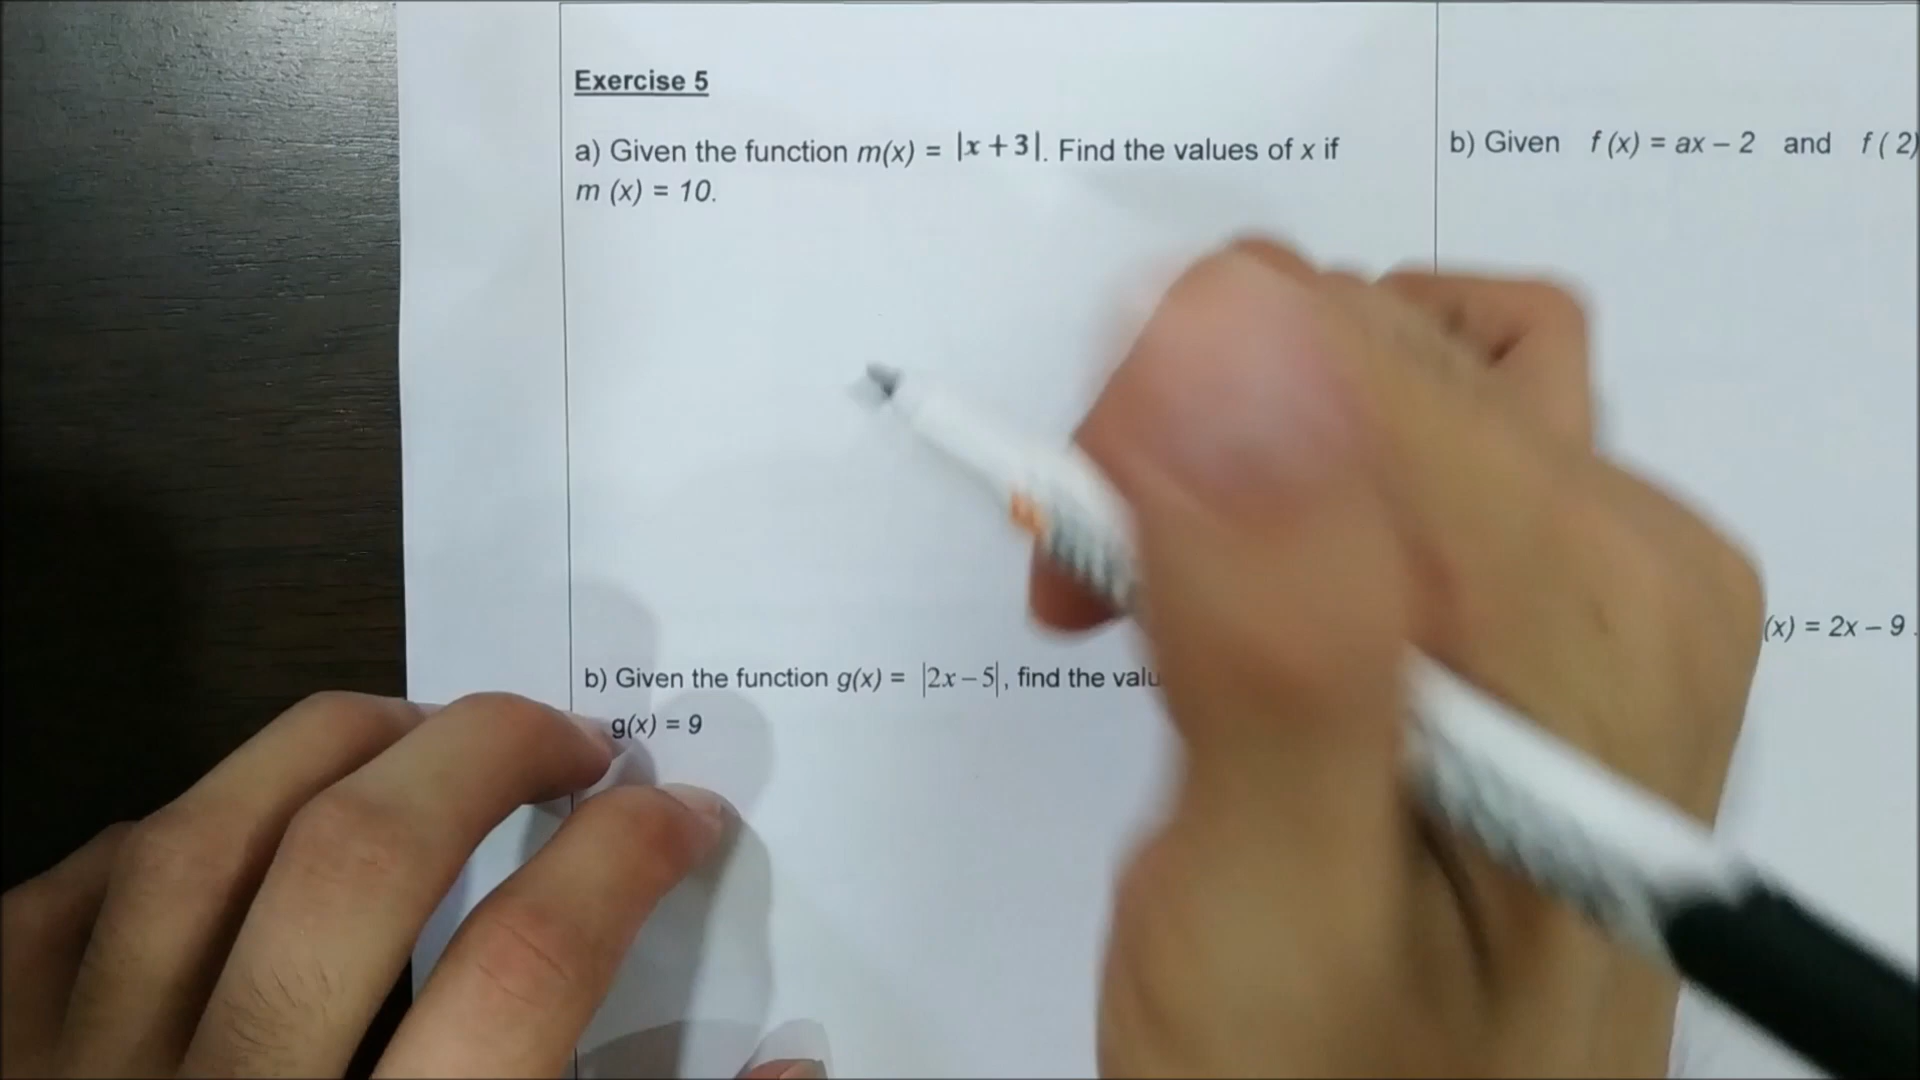 Exercise 5
a) Given the function m(x) = |x + 3|. Find the values of x if
m (x) = 10.
b) Given the function g(x) = |2x – 5|, find the
g(x) = 9
b) Given f (x) = ax – 2 and f ( 2)
(x) = 2x – 9